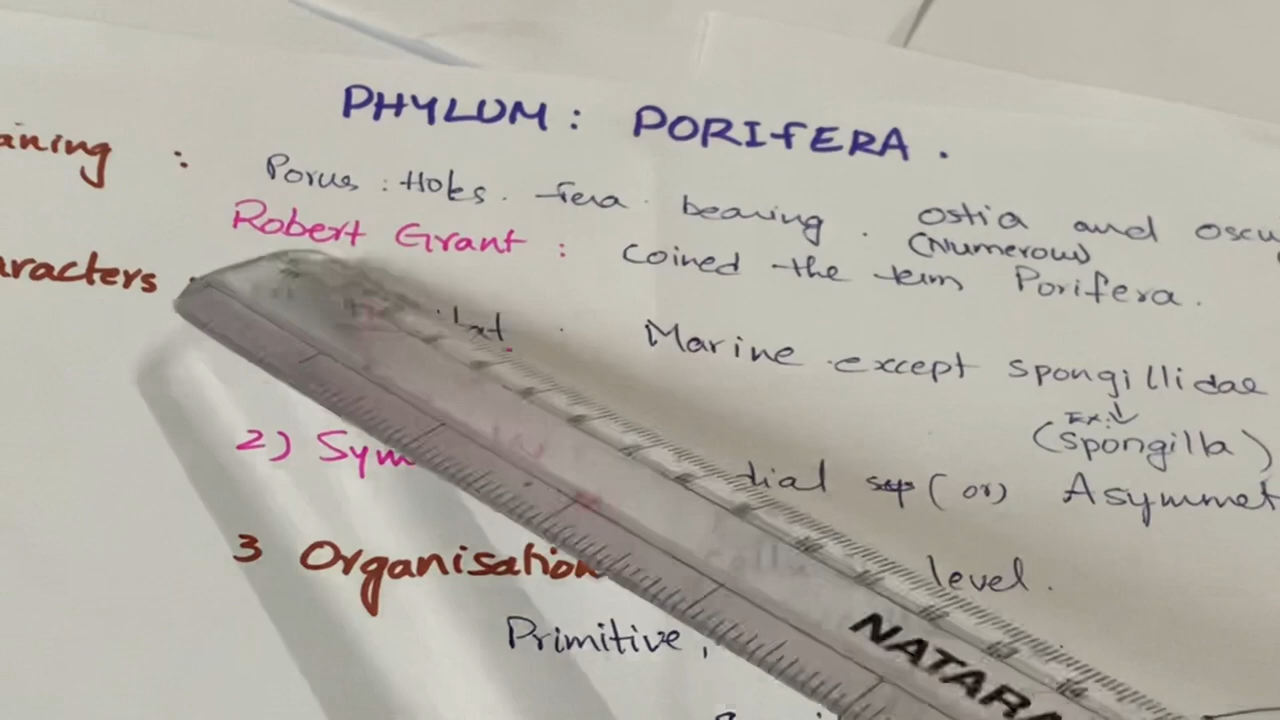 PHYLUM: PORIFERA.
aning : Porus : Holes. fera. bearing. ostia and oscu
(Numerous)
Robert Grant : coined the term Porifera.
aracters
Marine except spongillidae
Ex:
(spongilla)
2) Sym dial (or) Asymmet
3 Organisation level.
Primitive,
NATARA